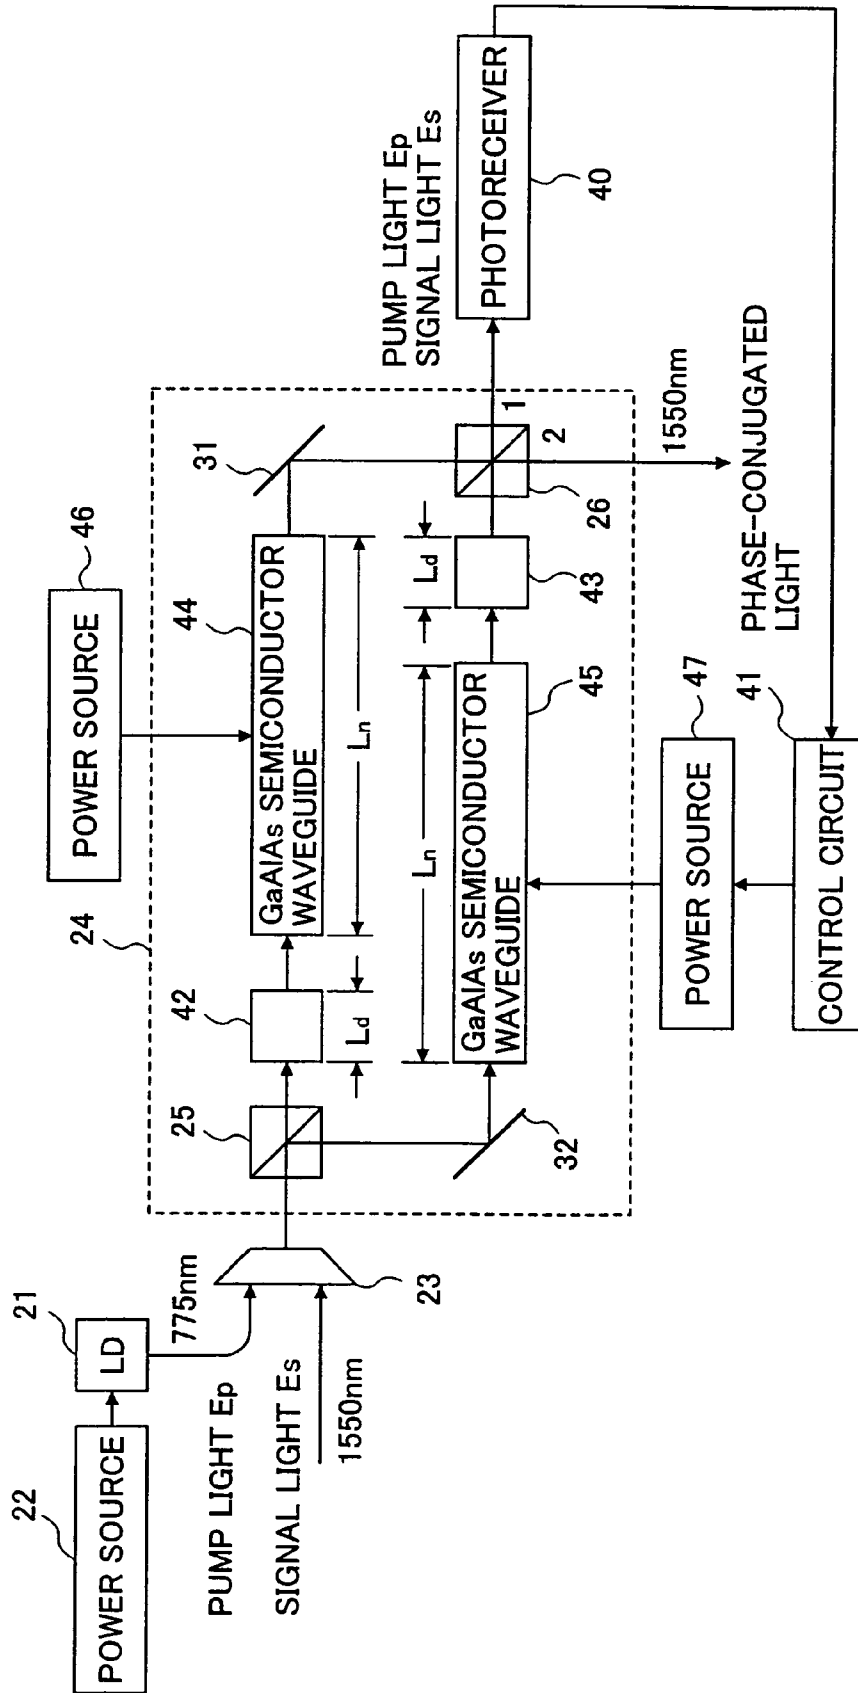 22
POWER SOURCE
21
LD
775nm
PUMP LIGHT Ep
SIGNAL LIGHT Es
1550nm
23
24
25
42
Ld
46
POWER SOURCE
44
GaAlAs SEMICONDUCTOR
WAVEGUIDE
Ln
31
32
Ln
GaAlAs SEMICONDUCTOR
WAVEGUIDE
45
Ld
43
26
1
2
PUMP LIGHT Ep
SIGNAL LIGHT Es
PHOTORECEIVER
40
1550nm
PHASE-CONJUGATED
LIGHT
47
POWER SOURCE
41
CONTROL CIRCUIT